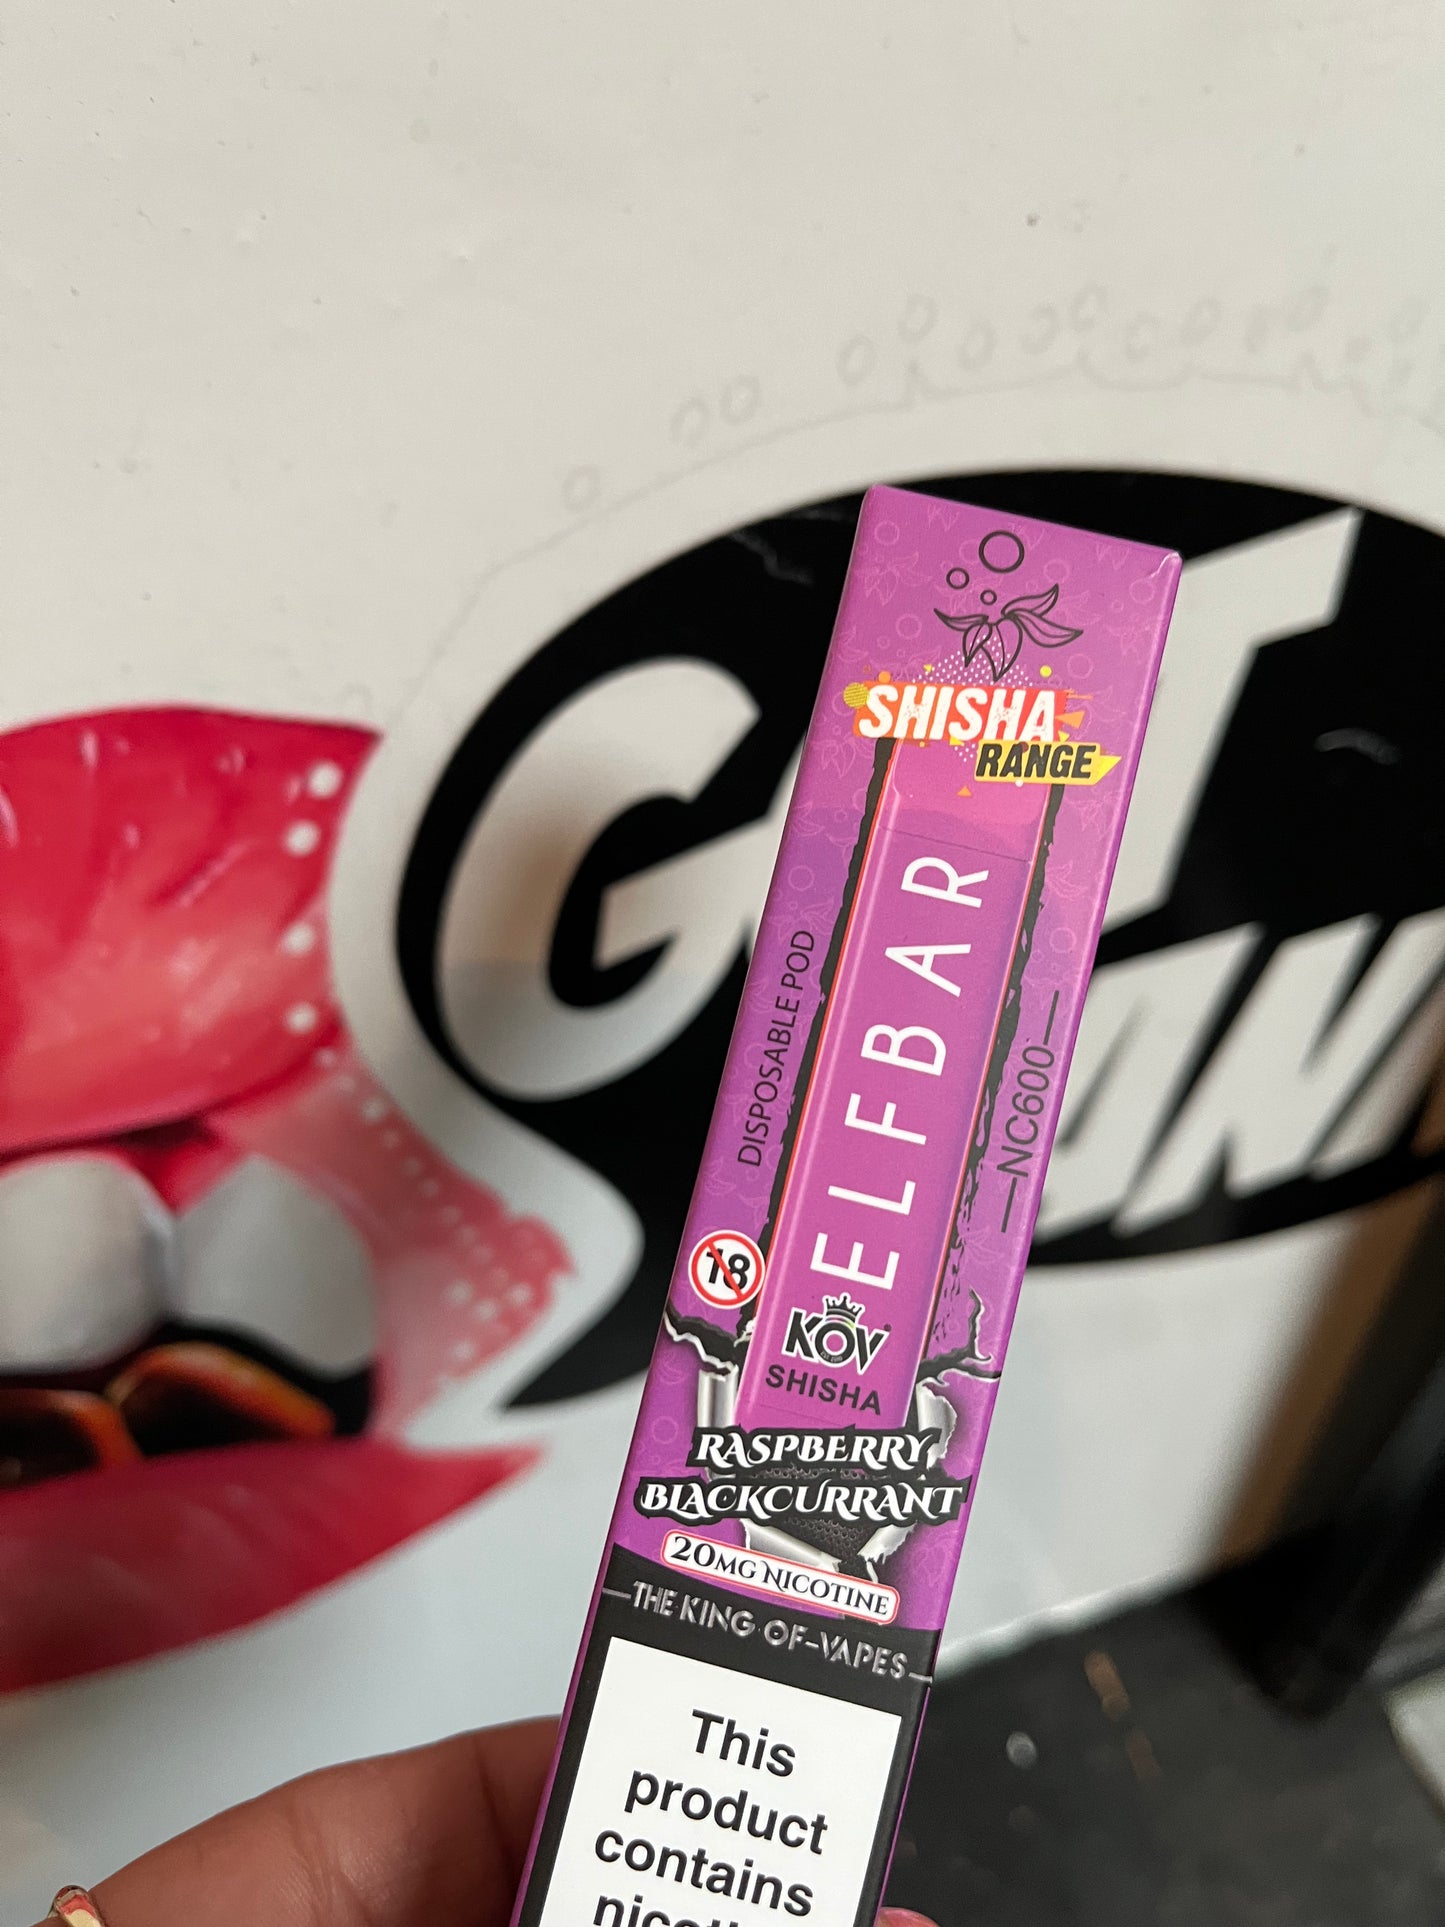 SHISHA
RANGE
ELFBAR
DISPOSABLE POD
—NC600—
18
KOV
SHISHA
RASPBERRY
BLACKCURRANT
20MG NICOTINE
THE KING OF VAPES
This
product
contains